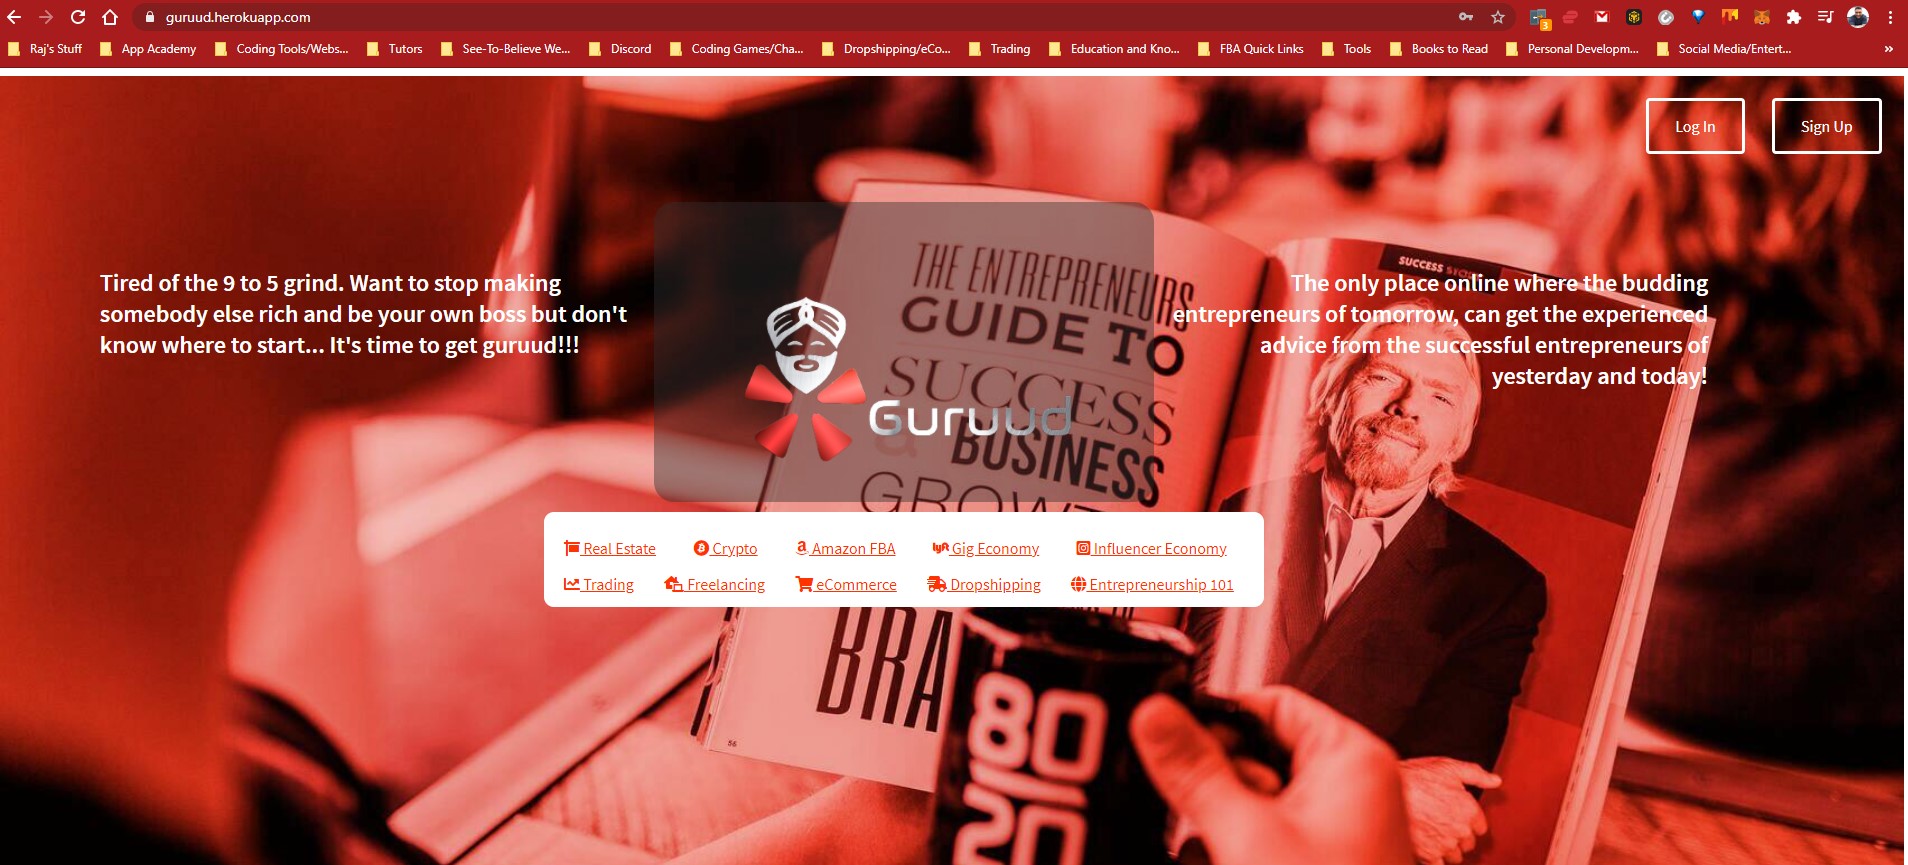 guruud.herokuapp.com
3
Raj's Stuff
App Academy
Coding Tools/Webs...
Tutors
See-To-Believe We...
Discord
Coding Games/Cha...
Dropshipping/eCo...
Trading
Education and Kno...
FBA Quick Links
Tools
Books to Read
Personal Developm...
Social Media/Entert...
»
Log In
Sign Up
Tired of the 9 to 5 grind. Want to stop making
somebody else rich and be your own boss but don't
know where to start... It's time to get guruud!!!
THE ENTREPRENEURS
GUIDE TO
SUCCESS
&
BUSINESS
GROWT
BRA
56
Guruud
SUCCESS
The only place online where the budding
entrepreneurs of tomorrow, can get the experienced
advice from the successful entrepreneurs of
yesterday and today!
Real Estate
Crypto
Amazon FBA
Gig Economy
Influencer Economy
Trading
Freelancing
eCommerce
Dropshipping
Entrepreneurship 101